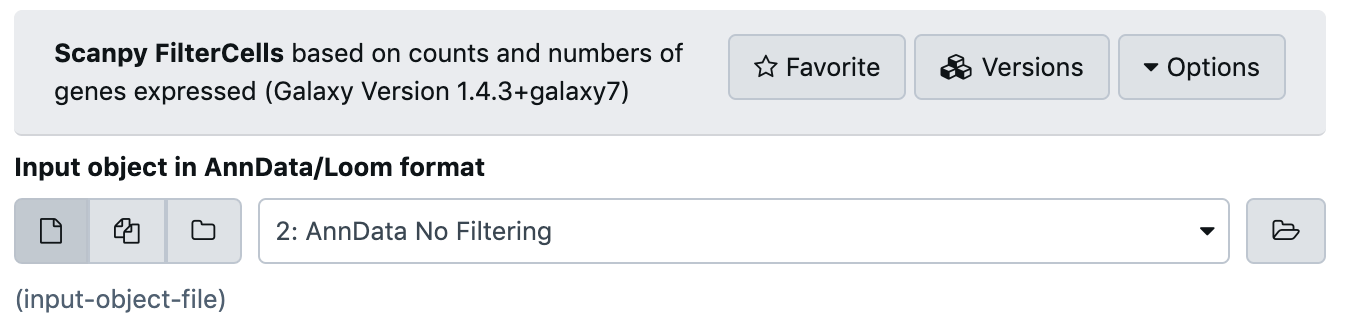 Scanpy FilterCells based on counts and numbers of
genes expressed (Galaxy Version 1.4.3+galaxy7)
Favorite
Versions
Options
Input object in AnnData/Loom format
2: AnnData No Filtering
(input-object-file)